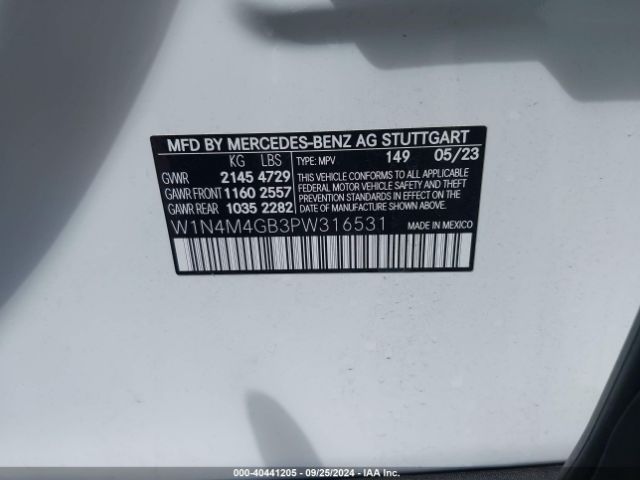 MFD BY MERCEDES-BENZ AG STUTTGART
KG LBS TYPE: MPV 149 05/23
GVWR 2145 4729 THIS VEHICLE CONFORMS TO ALL APPLICABLE
GAWR FRONT 1160 2557 FEDERAL MOTOR VEHICLE SAFETY AND THEFT
GAWR REAR 1035 2282 PREVENTION STANDARDS IN EFFECT ON THE
DATE OF MANUFACTURE SHOWN ABOVE.
W1N4M4GB3PW316531 MADE IN MEXICO
000-40441205 - 09/25/2024 - IAA Inc.